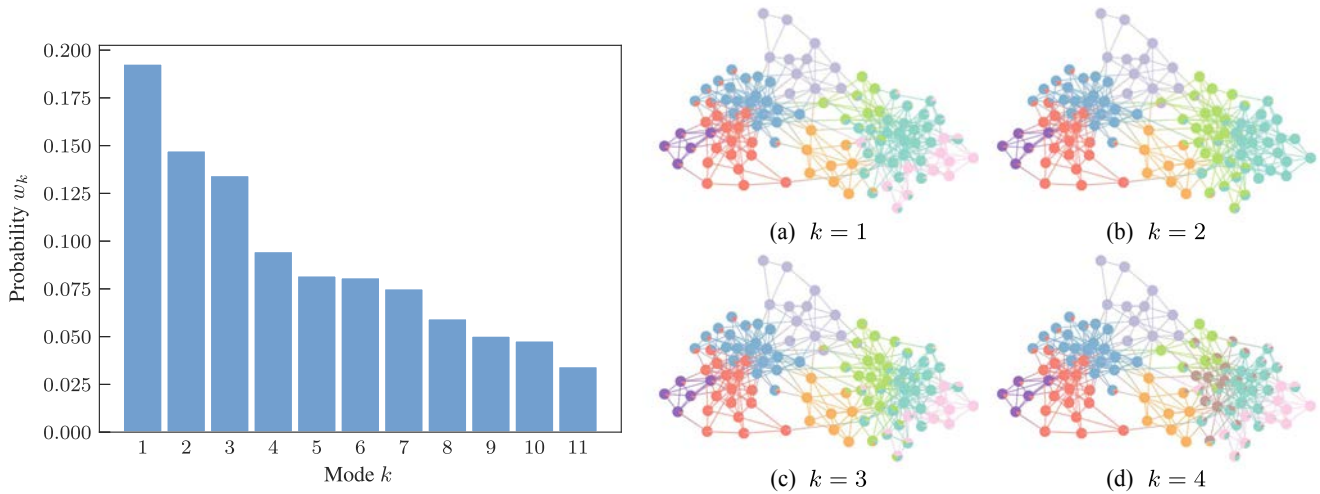 Probability w_k
0.200
0.175
0.150
0.125
0.100
0.075
0.050
0.025
0.000
1 2 3 4 5 6 7 8 9 10 11
Mode k
(a) k = 1
(b) k = 2
(c) k = 3
(d) k = 4